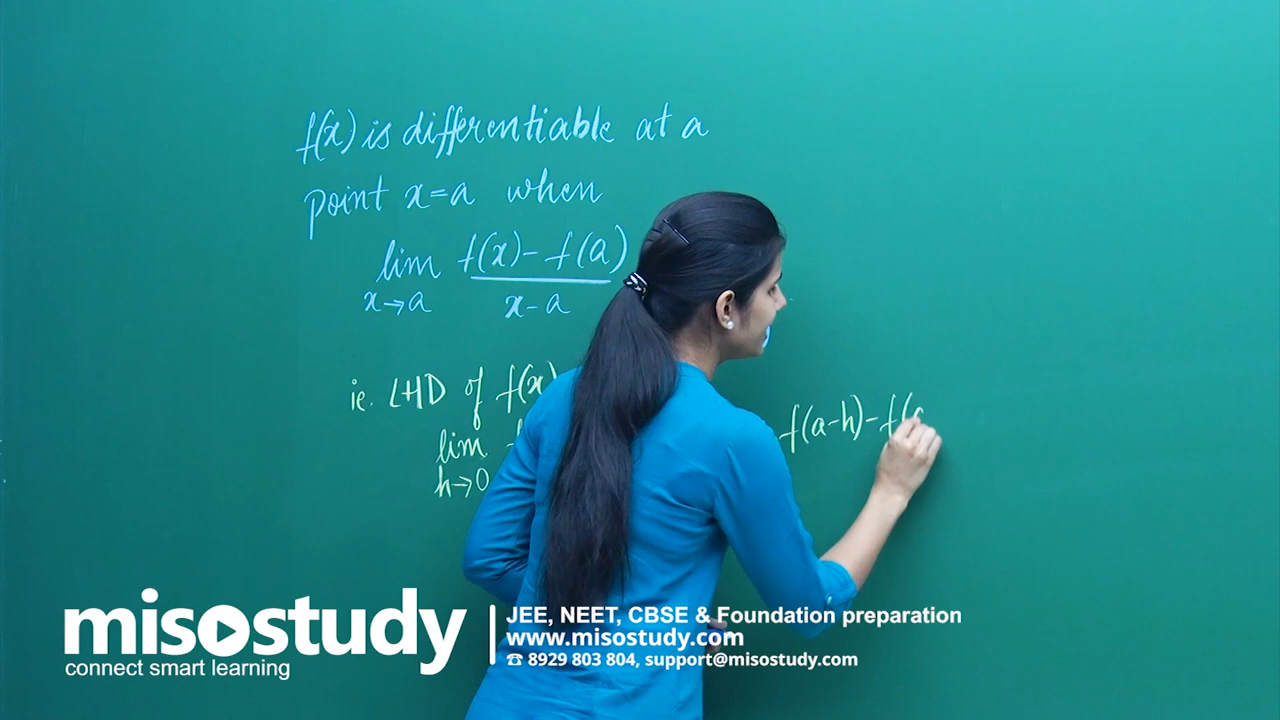 f(x) is differentiable at a
point x=a when
lim f(x)- f(a)
x→a x-a
ie. LHD of f(x)
lim f(a-h)-f(a
h→0
misostudy
connect smart learning
JEE, NEET, CBSE & Foundation preparation
www.misostudy.com
☎ 8929 803 804, support@misostudy.com